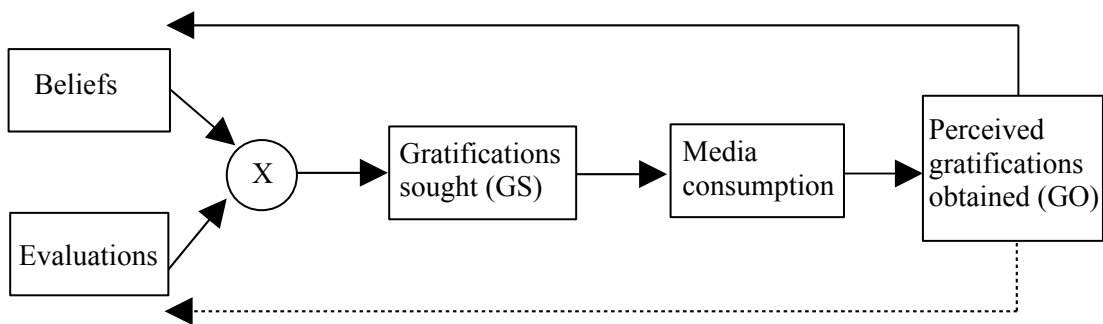 Beliefs
Evaluations
X
Gratifications
sought (GS)
Media
consumption
Perceived
gratifications
obtained (GO)